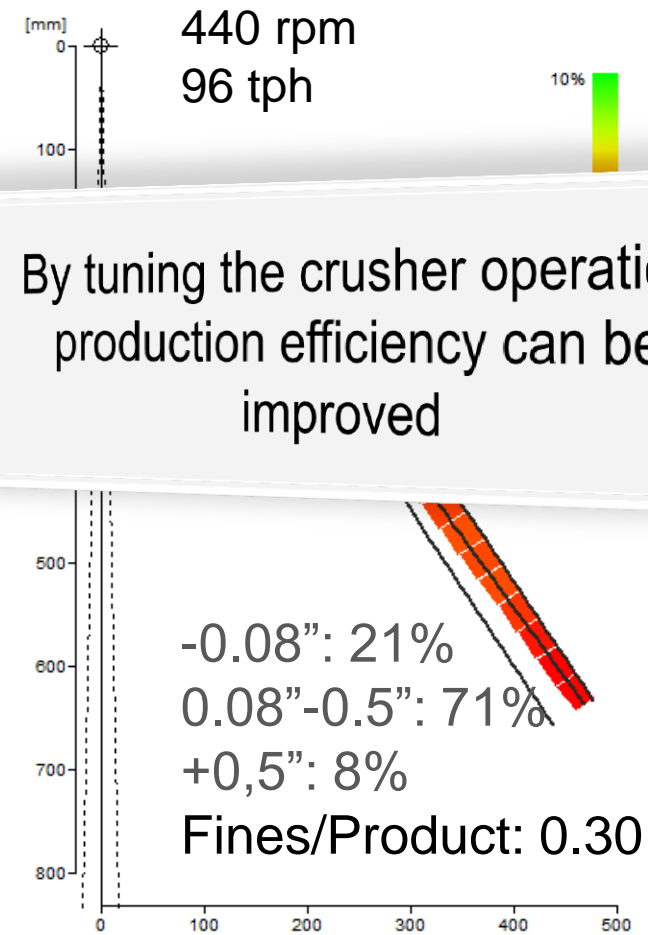 [mm]
440 rpm
0
96 tph
10%
100
By tuning the crusher
production efficiency can
improved
500
-0.08”: 21%
600
0.08”-0.5”: 71%
700
+0,5”: 8%
Fines/Product: 0.30
800
0 100 200 300 400 500